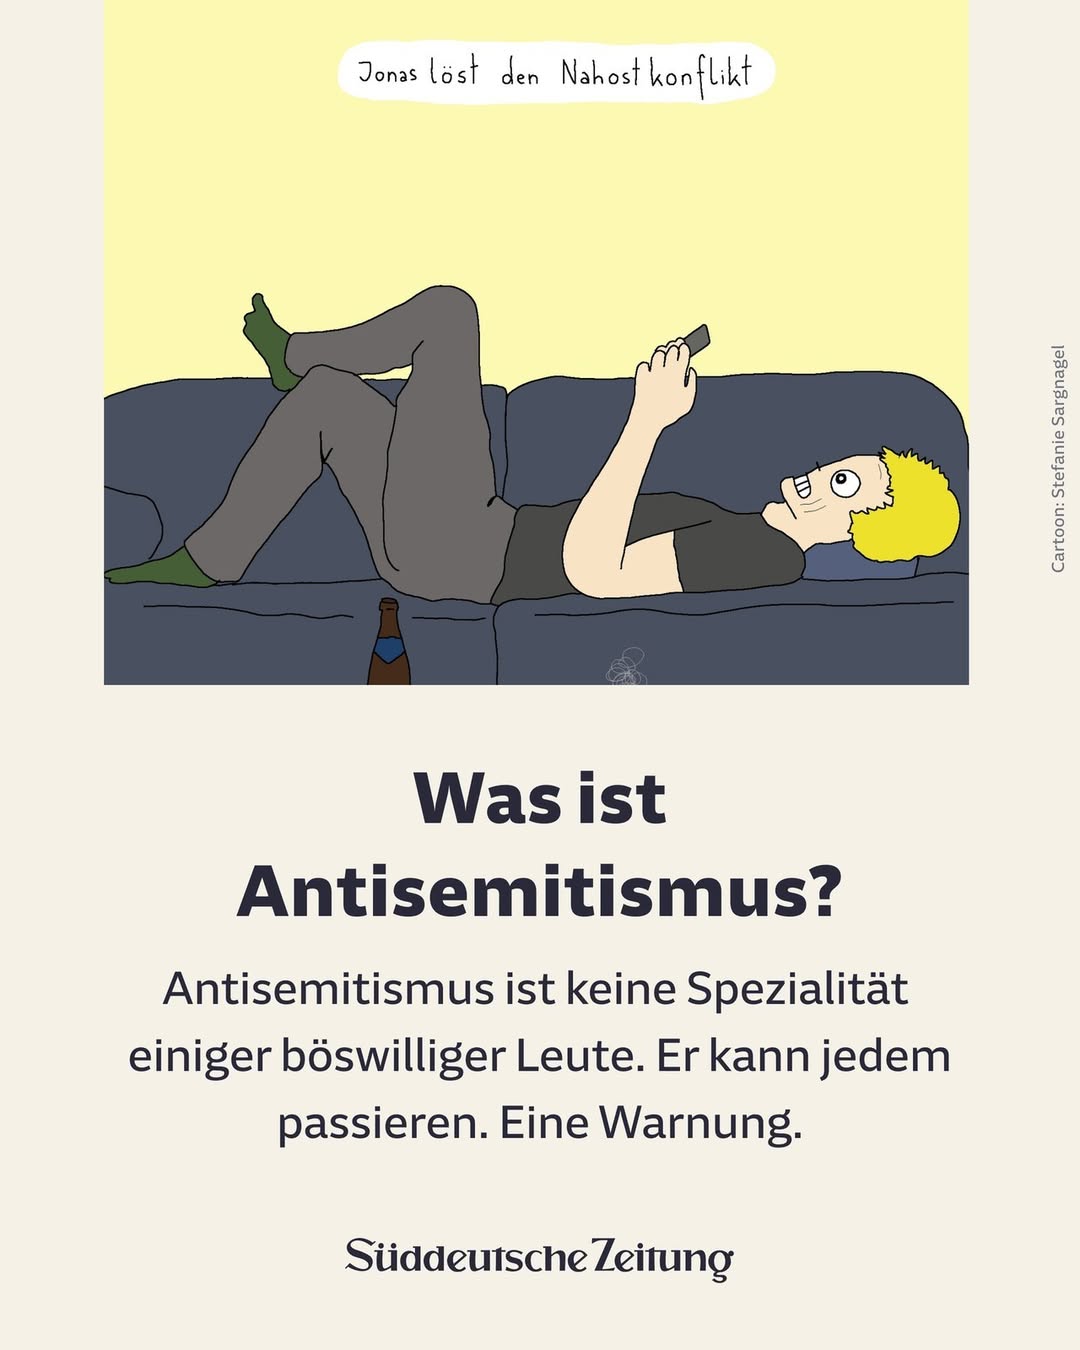 Jonas löst den Nahostkonflikt
Cartoon: Stefanie Sargnagel
Was ist
Antisemitismus?
Antisemitismus ist keine Spezialität
einiger böswilliger Leute. Er kann jedem
passieren. Eine Warnung.
Süddeutsche Zeitung